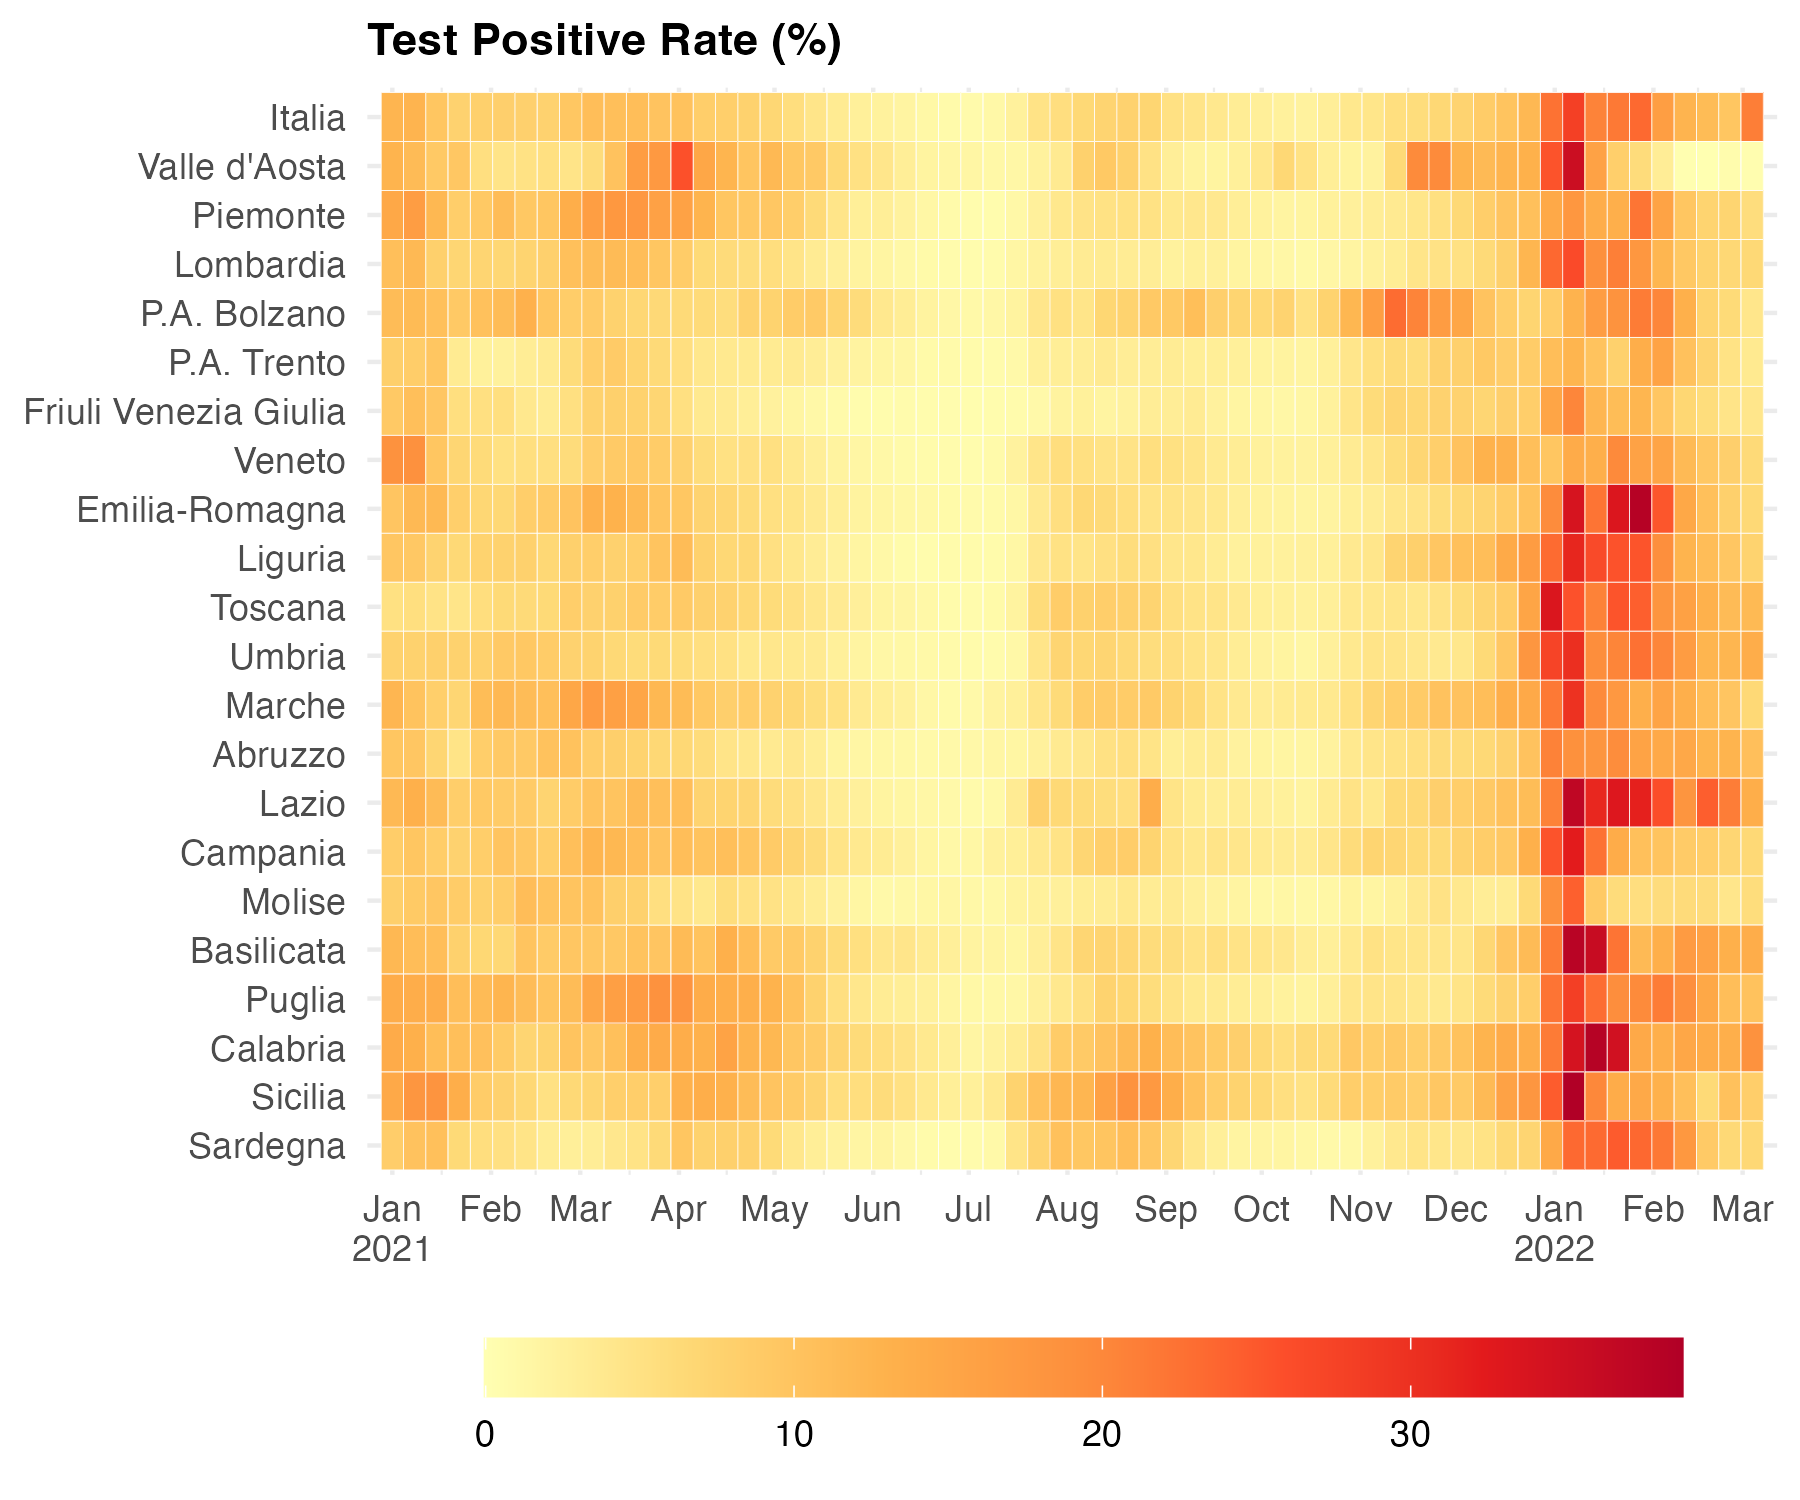 Test Positive Rate (%)
Italia
Valle d'Aosta
Piemonte
Lombardia
P.A. Bolzano
P.A. Trento
Friuli Venezia Giulia
Veneto
Emilia-Romagna
Liguria
Toscana
Umbria
Marche
Abruzzo
Lazio
Campania
Molise
Basilicata
Puglia
Calabria
Sicilia
Sardegna
Jan Feb Mar Apr May Jun Jul Aug Sep Oct Nov Dec Jan Feb Mar
2021 2022
0 10 20 30